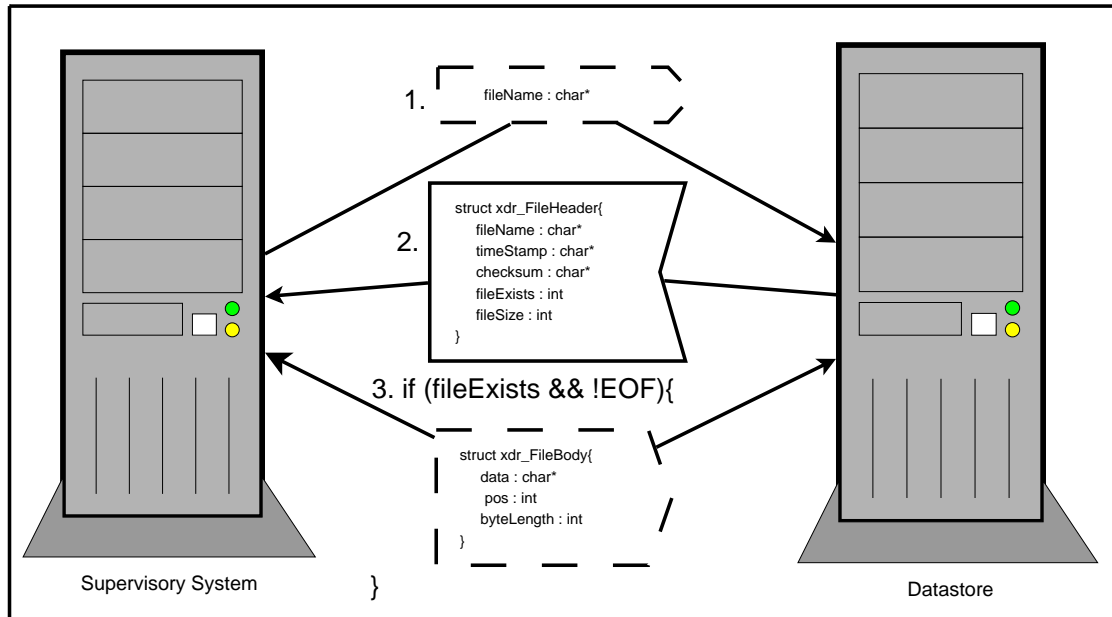 1.
fileName : char*
2.
struct xdr_FileHeader{
fileName : char*
timeStamp : char*
checksum : char*
fileExists : int
fileSize : int
}
3. if (fileExists && !EOF){
struct xdr_FileBody{
data : char*
pos : int
byteLength : int
}
}
Supervisory System
Datastore